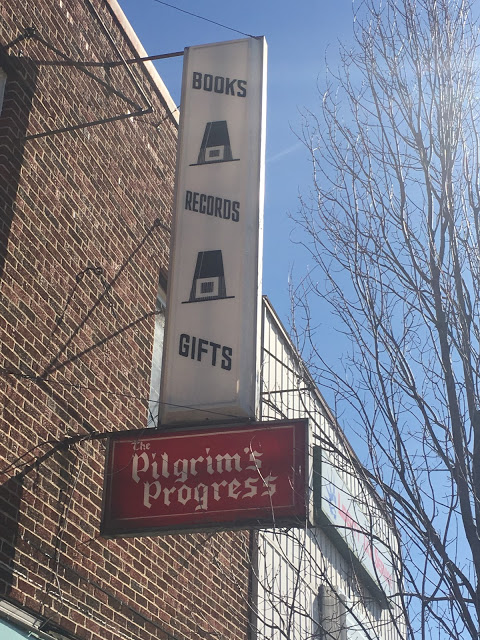 BOOKS
RECORDS
GIFTS
The
Pilgrim's
Progress